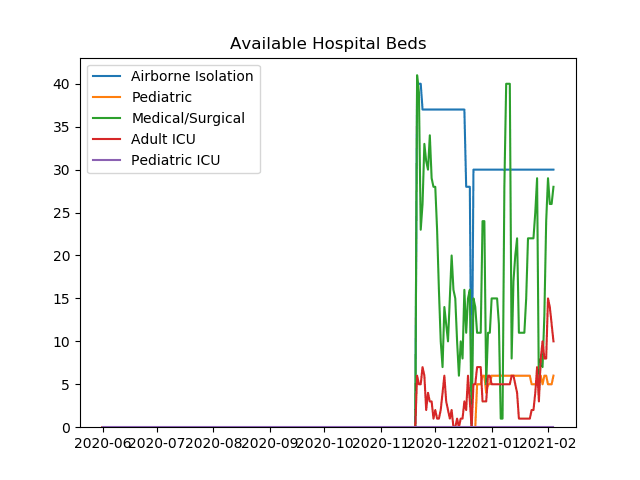 Available Hospital Beds
Airborne Isolation
Pediatric
Medical/Surgical
Adult ICU
Pediatric ICU
40
35
30
25
20
15
10
5
0
2020-06 2020-07 2020-08 2020-09 2020-10 2020-11 2020-12 2021-01 2021-02